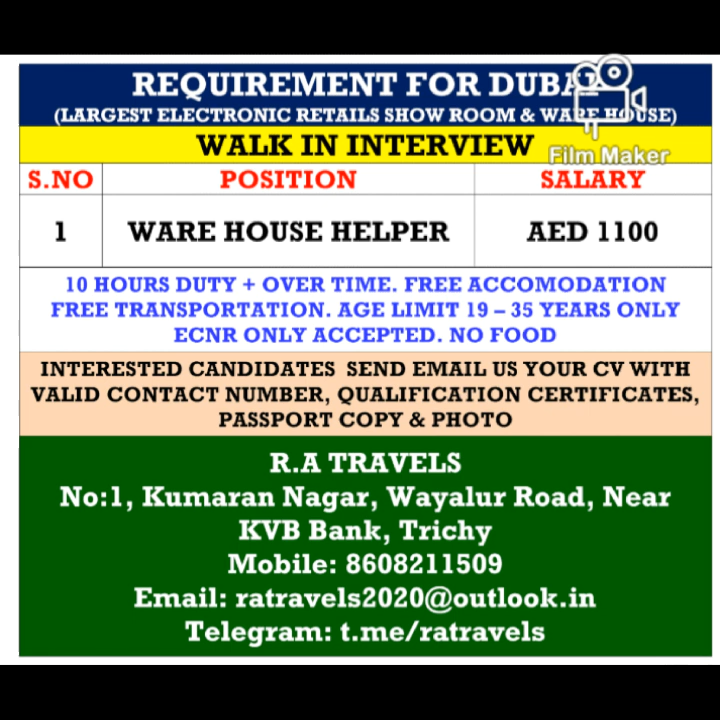 REQUIREMENT FOR DUBAI
(LARGEST ELECTRONIC RETAILS SHOW ROOM & WARE HOUSE)
WALK IN INTERVIEW
Film Maker
S.NO POSITION SALARY
1 WARE HOUSE HELPER AED 1100
10 HOURS DUTY + OVER TIME. FREE ACCOMODATION
FREE TRANSPORTATION. AGE LIMIT 19 – 35 YEARS ONLY
ECNR ONLY ACCEPTED. NO FOOD
INTERESTED CANDIDATES SEND EMAIL US YOUR CV WITH
VALID CONTACT NUMBER, QUALIFICATION CERTIFICATES,
PASSPORT COPY & PHOTO
R.A TRAVELS
No:1, Kumaran Nagar, Wayalur Road, Near
KVB Bank, Trichy
Mobile: 8608211509
Email: ratravels2020@outlook.in
Telegram: t.me/ratravels